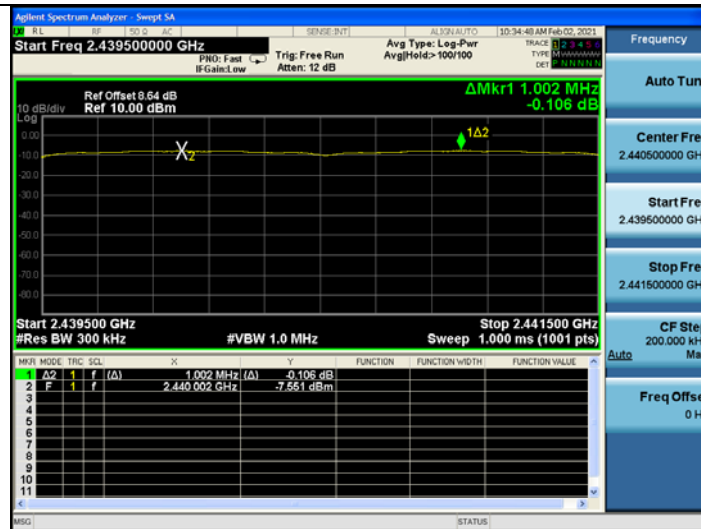 Agilent Spectrum Analyzer - Swept SA
RL RF 50 Ω AC SENSE:INT ALIGN AUTO 10:34:48 AM Feb 02, 2021
Start Freq 2.439500000 GHz
PNO: Fast
IFGain:Low
Trig: Free Run
Atten: 12 dB
Avg Type: Log-Pwr
Avg|Hold:> 100/100
TRACE 1 2 3 4 5 6
TYPE MWWWWW
DET P N N N N N
Ref Offset 8.64 dB
Ref 10.00 dBm
10 dB/div
Log
ΔMkr1 1.002 MHz
-0.106 dB
0.00
-10.0
-20.0
-30.0
-40.0
-50.0
-60.0
-70.0
-80.0
X2
1Δ2
Start 2.439500 GHz Stop 2.441500 GHz
#Res BW 300 kHz #VBW 1.0 MHz Sweep 1.000 ms (1001 pts)
MKR MODE TRC SCL X Y FUNCTION FUNCTION WIDTH FUNCTION VALUE
1 Δ2 1 f (Δ) 1.002 MHz (Δ) -0.106 dB
2 F 1 f 2.440 002 GHz -7.551 dBm
3
4
5
6
7
8
9
10
11
MSG STATUS
Frequency
Auto Tun
Center Fre
2.440500000 GH
Start Fre
2.439500000 GH
Stop Fre
2.441500000 GH
CF Ste
200.000 kH
Auto Ma
Freq Offse
0 H